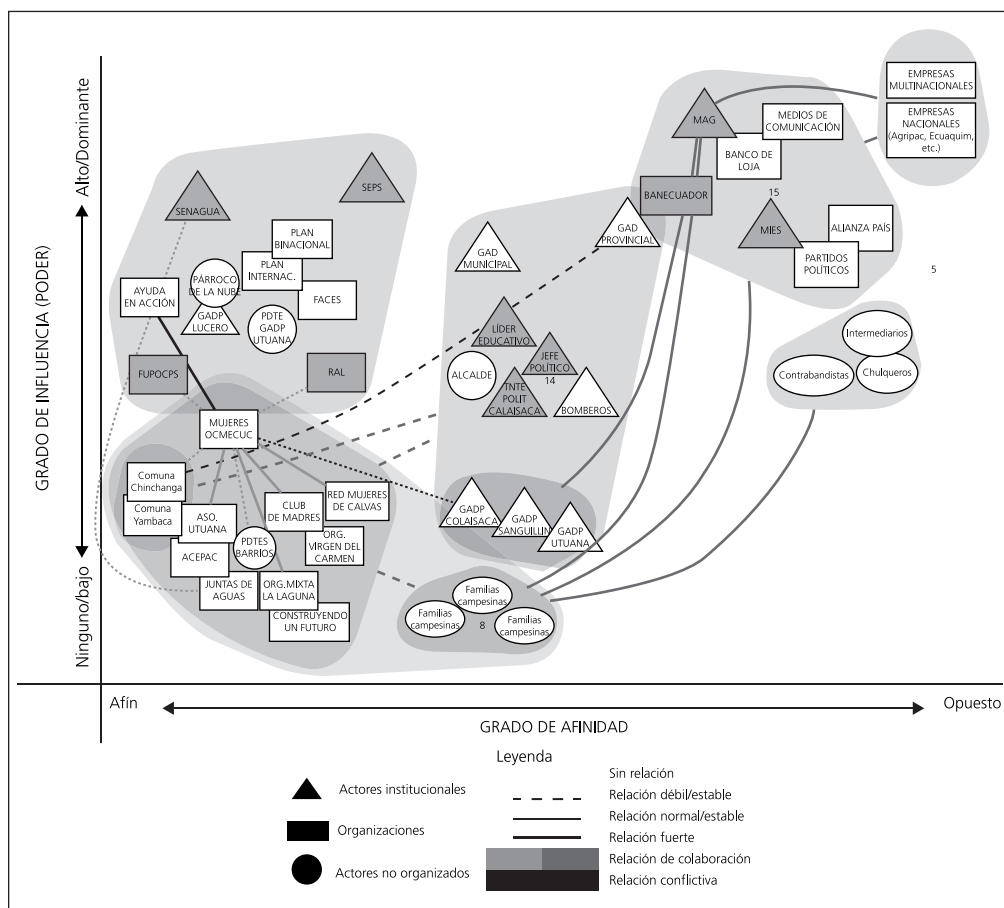 GRADO DE INFLUENCIA (PODER)
Alto/Dominante
Ninguno/bajo
SENAGUA
SEPS
PLAN
BINACIONAL
PLAN
INTERNAC.
PÁRROCO
DE LA NUBE
AYUDA
EN ACCIÓN
GADP
LUCERO
PDTE
GADP
UTUANA
FACES
FUPOCPS
RAL
MUJERES
OCMECUC
Comuna
Chinchanga
Comuna
Yambaca
ASO.
UTUANA
CLUB
DE MADRES
RED MUJERES
DE CALVAS
ORG.
VIRGEN DEL
CARMEN
PDTES
BARRIOS
ACEPAC
JUNTAS DE
AGUAS
ORG.MIXTA
LA LAGUNA
CONSTRUYENDO
UN FUTURO
GAD
MUNICIPAL
GAD
PROVINCIAL
LÍDER
EDUCATIVO
JEFE
POLÍTICO
14
ALCALDE
TNTE
POLIT
CALAISACA
BOMBEROS
GADP
COLAISACA
GADP
SANGUILLIN
GADP
UTUANA
Familias
campesinas
Familias
campesinas
8
Familias
campesinas
MAG
MEDIOS DE
COMUNICACIÓN
BANCO DE
LOJA
BANECUADOR
15
MIES
ALIANZA PAÍS
PARTIDOS
POLÍTICOS
EMPRESAS
MULTINACIONALES
EMPRESAS
NACIONALES
(Agripac, Ecuaquim,
etc.)
5
Intermediarios
Contrabandistas
Chulqueros
Afín
Opuesto
GRADO DE AFINIDAD
Leyenda
Actores institucionales
Organizaciones
Actores no organizados
Sin relación
Relación débil/estable
Relación normal/estable
Relación fuerte
Relación de colaboración
Relación conflictiva